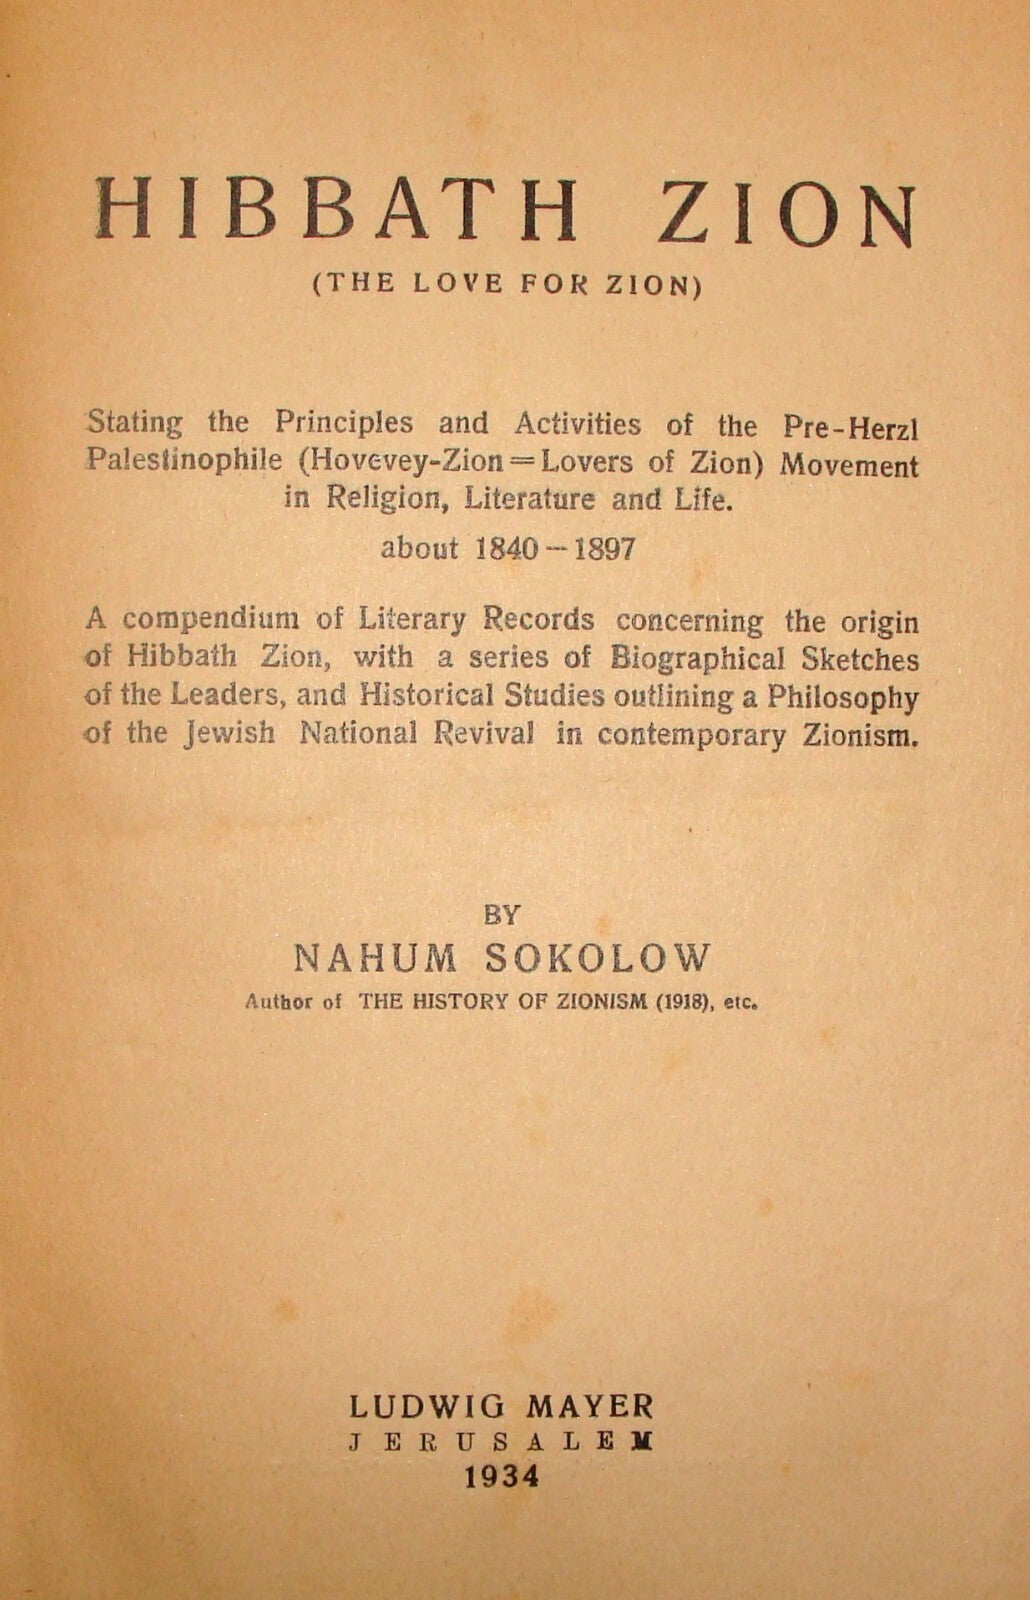 HIBBATH ZION
(THE LOVE FOR ZION)
Stating the Principles and Activities of the Pre-Herzl
Palestinophile (Hovevey-Zion=Lovers of Zion) Movement
in Religion, Literature and Life.
about 1840—1897
A compendium of Literary Records concerning the origin
of Hibbath Zion, with a series of Biographical Sketches
of the Leaders, and Historical Studies outlining a Philosophy
of the Jewish National Revival in contemporary Zionism.
BY
NAHUM SOKOLOW
Author of THE HISTORY OF ZIONISM (1918), etc.
LUDWIG MAYER
JERUSALEM
1934